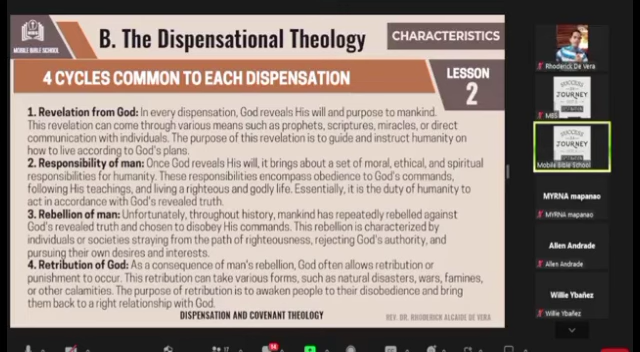 MOBILE BIBLE SCHOOL
B. The Dispensational Theology
CHARACTERISTICS
4 CYCLES COMMON TO EACH DISPENSATION
LESSON
2
1. Revelation from God: In every dispensation, God reveals His will and purpose to mankind.
This revelation can come through various means such as prophets, scriptures, miracles, or direct
communication with individuals. The purpose of this revelation is to guide and instruct humanity on
how to live according to God's plans.
2. Responsibility of man: Once God reveals His will, it brings about a set of moral, ethical, and spiritual
responsibilities for humanity. These responsibilities encompass obedience to God's commands,
following His teachings, and living a righteous and godly life. Essentially, it is the duty of humanity to
act in accordance with God's revealed truth.
3. Rebellion of man: Unfortunately, throughout history, mankind has repeatedly rebelled against
God's revealed truth and chosen to disobey His commands. This rebellion is characterized by
individuals or societies straying from the path of righteousness, rejecting God's authority, and
pursuing their own desires and interests.
4. Retribution of God: As a consequence of man's rebellion, God often allows retribution or
punishment to occur. This retribution can take various forms, such as natural disasters, wars, famines,
or other calamities. The purpose of retribution is to awaken people to their disobedience and bring
them back to a right relationship with God.
DISPENSATION AND COVENANT THEOLOGY
REV. DR. RHODERICK ALCAIDE DE VERA
Rhoderick De Vera
JOURNEY
MBS
JOURNEY
Mobile Bible School
MYRNA mapanao
MYRNA mapanao
Allen Andrade
Allen Andrade
Willie Ybañez
Willie Ybañez
14